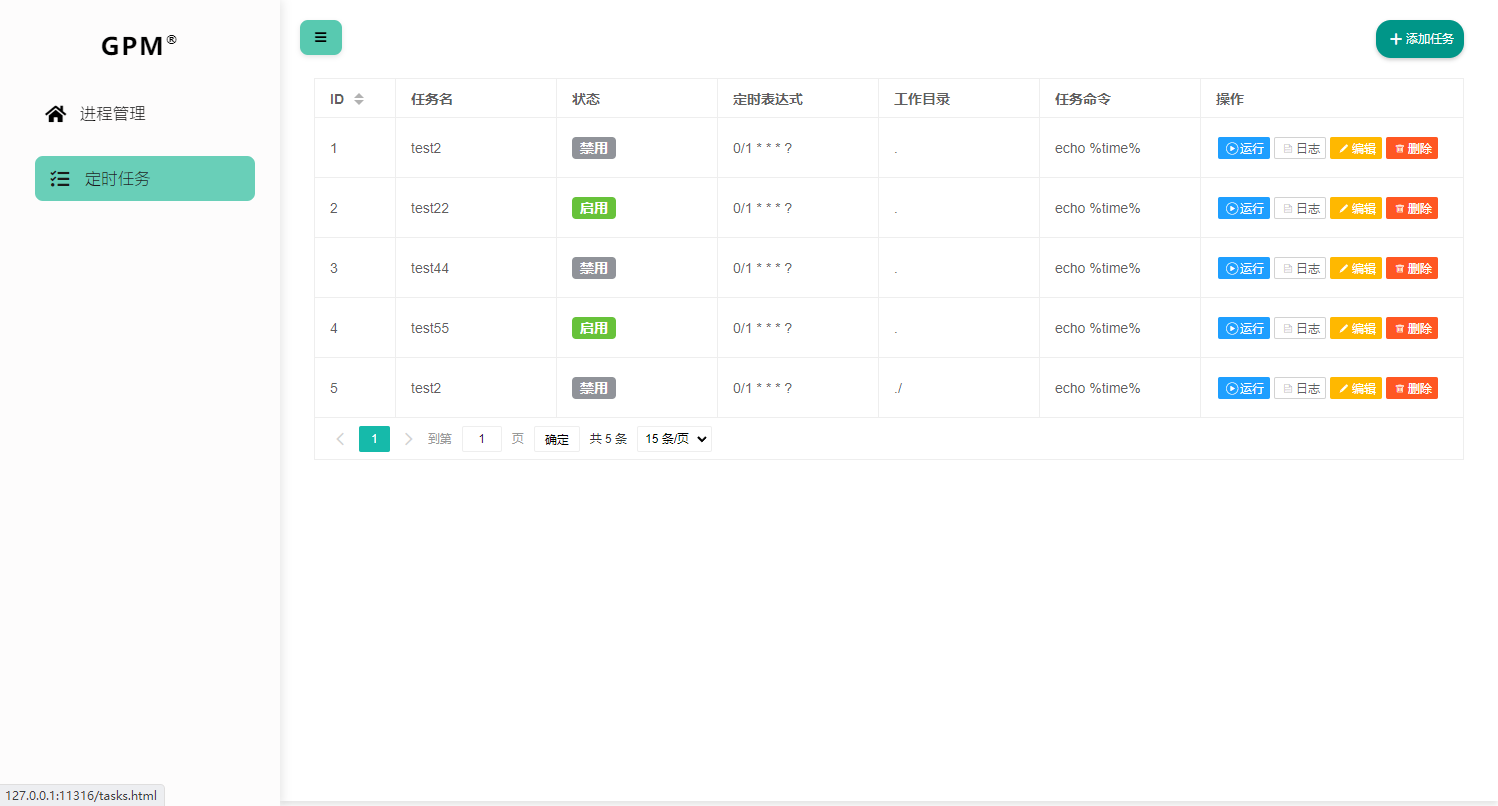 GPM®
进程管理
定时任务
添加任务
ID 任务名 状态 定时表达式 工作目录 任务命令 操作
1 test2 禁用 0/1 * * * ? . echo %time% 运行 日志 编辑 删除
2 test22 启用 0/1 * * * ? . echo %time% 运行 日志 编辑 删除
3 test44 禁用 0/1 * * * ? . echo %time% 运行 日志 编辑 删除
4 test55 启用 0/1 * * * ? . echo %time% 运行 日志 编辑 删除
5 test2 禁用 0/1 * * * ? ./ echo %time% 运行 日志 编辑 删除
1 到第 1 页 确定 共 5 条 15 条/页
127.0.0.1:11316/tasks.html